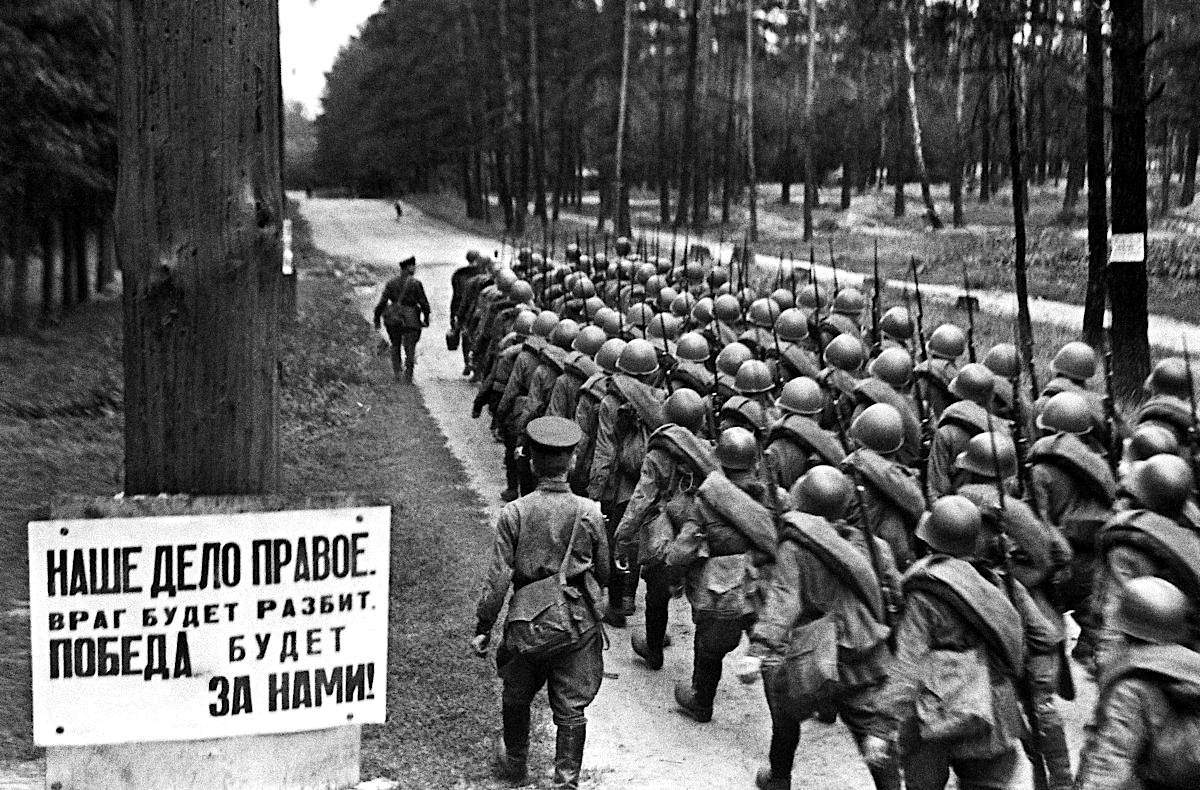 НАШЕ ДЕЛО ПРАВОЕ.
ВРАГ БУДЕТ РАЗБИТ.
ПОБЕДА БУДЕТ
ЗА НАМИ!